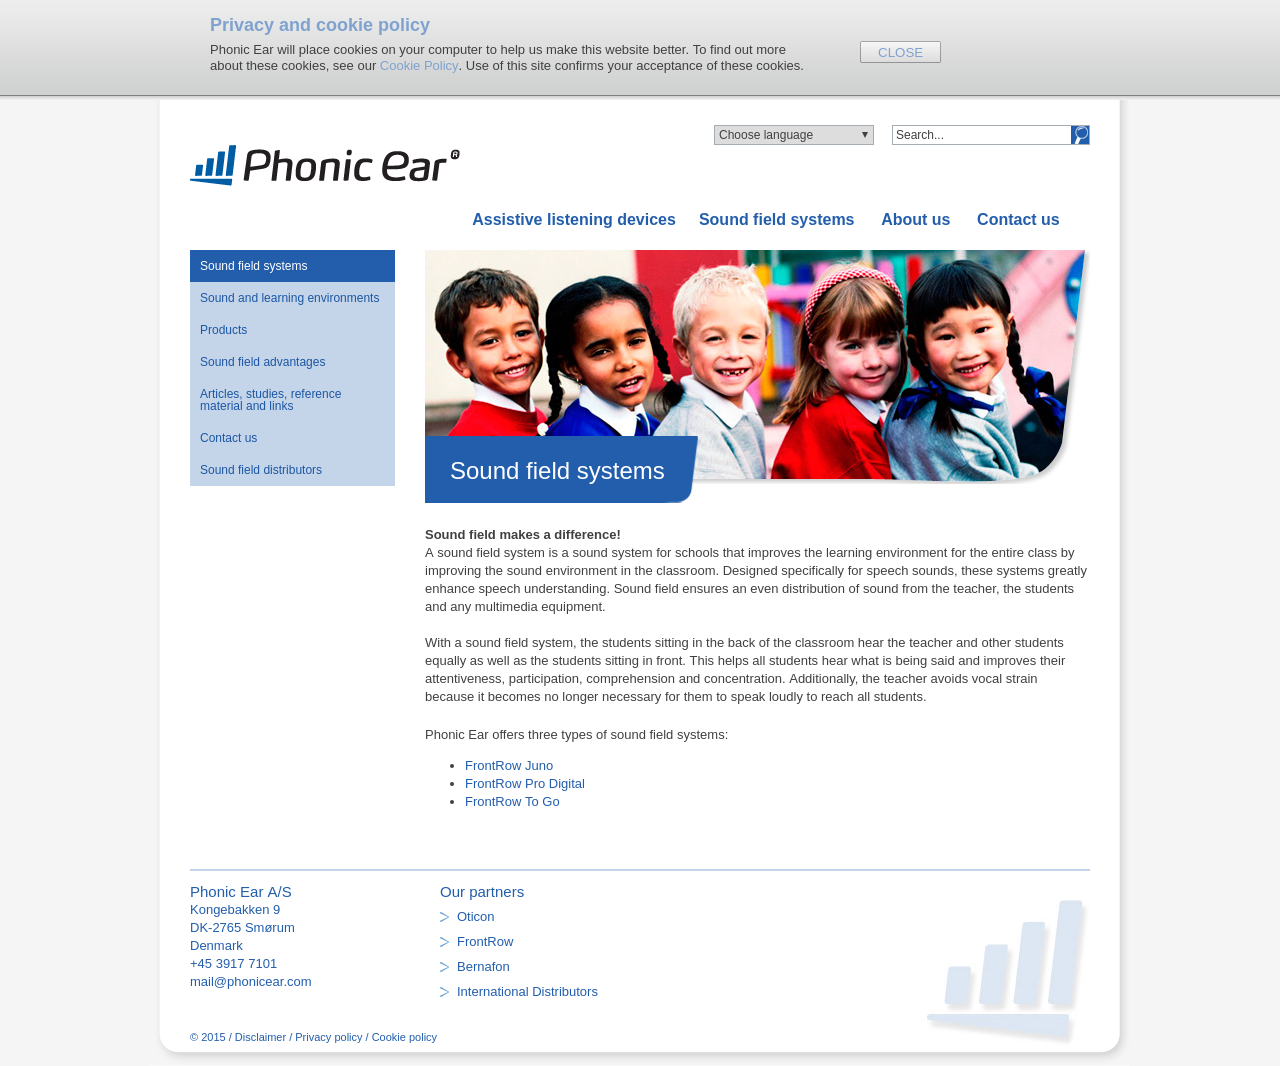 Privacy and cookie policy
Phonic Ear will place cookies on your computer to help us make this website better. To find out more
about these cookies, see our Cookie Policy. Use of this site confirms your acceptance of these cookies.
CLOSE
Choose language
Search...
Phonic Ear®
Assistive listening devices
Sound field systems
About us
Contact us
Sound field systems
Sound and learning environments
Products
Sound field advantages
Articles, studies, reference
material and links
Contact us
Sound field distributors
Sound field systems
Sound field makes a difference!
A sound field system is a sound system for schools that improves the learning environment for the entire class by
improving the sound environment in the classroom. Designed specifically for speech sounds, these systems greatly
enhance speech understanding. Sound field ensures an even distribution of sound from the teacher, the students
and any multimedia equipment.
With a sound field system, the students sitting in the back of the classroom hear the teacher and other students
equally as well as the students sitting in front. This helps all students hear what is being said and improves their
attentiveness, participation, comprehension and concentration. Additionally, the teacher avoids vocal strain
because it becomes no longer necessary for them to speak loudly to reach all students.
Phonic Ear offers three types of sound field systems:
FrontRow Juno
FrontRow Pro Digital
FrontRow To Go
Phonic Ear A/S
Kongebakken 9
DK-2765 Smørum
Denmark
+45 3917 7101
mail@phonicear.com
Our partners
Oticon
FrontRow
Bernafon
International Distributors
© 2015 / Disclaimer / Privacy policy / Cookie policy